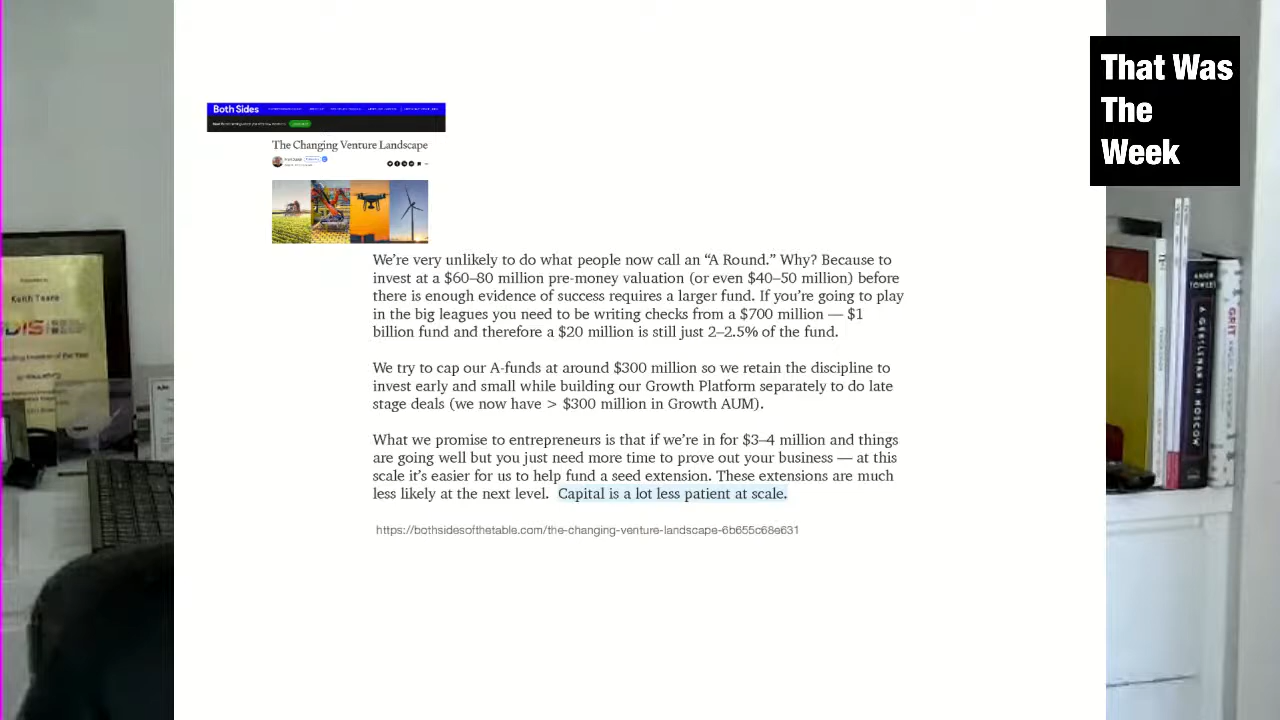 That Was
The
Week
Both Sides
The Changing Venture Landscape
We're very unlikely to do what people now call an “A Round.” Why? Because to
invest at a $60–80 million pre-money valuation (or even $40–50 million) before
there is enough evidence of success requires a larger fund. If you're going to play
in the big leagues you need to be writing checks from a $700 million — $1
billion fund and therefore a $20 million is still just 2–2.5% of the fund.
We try to cap our A-funds at around $300 million so we retain the discipline to
invest early and small while building our Growth Platform separately to do late
stage deals (we now have > $300 million in Growth AUM).
What we promise to entrepreneurs is that if we're in for $3–4 million and things
are going well but you just need more time to prove out your business — at this
scale it's easier for us to help fund a seed extension. These extensions are much
less likely at the next level. Capital is a lot less patient at scale.
https://bothsidesofthetable.com/the-changing-venture-landscape-6b655c68e631
Keith Teare
A GENTLEMAN IN MOSCOW
AMOR TOWLES
GRIT